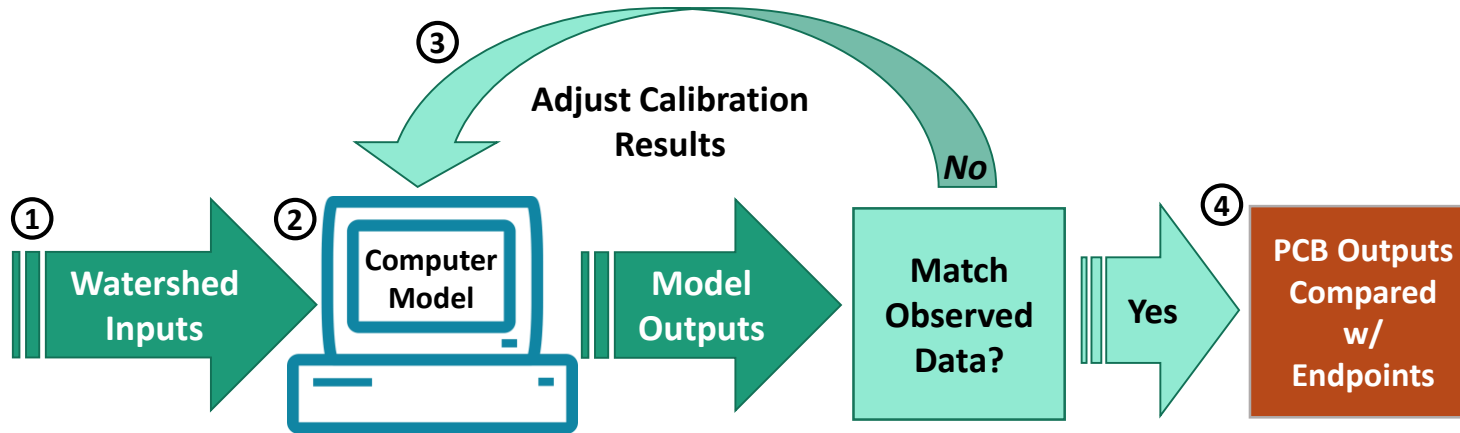 ①
Watershed
Inputs
②
Computer
Model
③
Adjust Calibration
Results
Model
Outputs
Match
Observed
Data?
No
Yes
④
PCB Outputs
Compared
w/
Endpoints